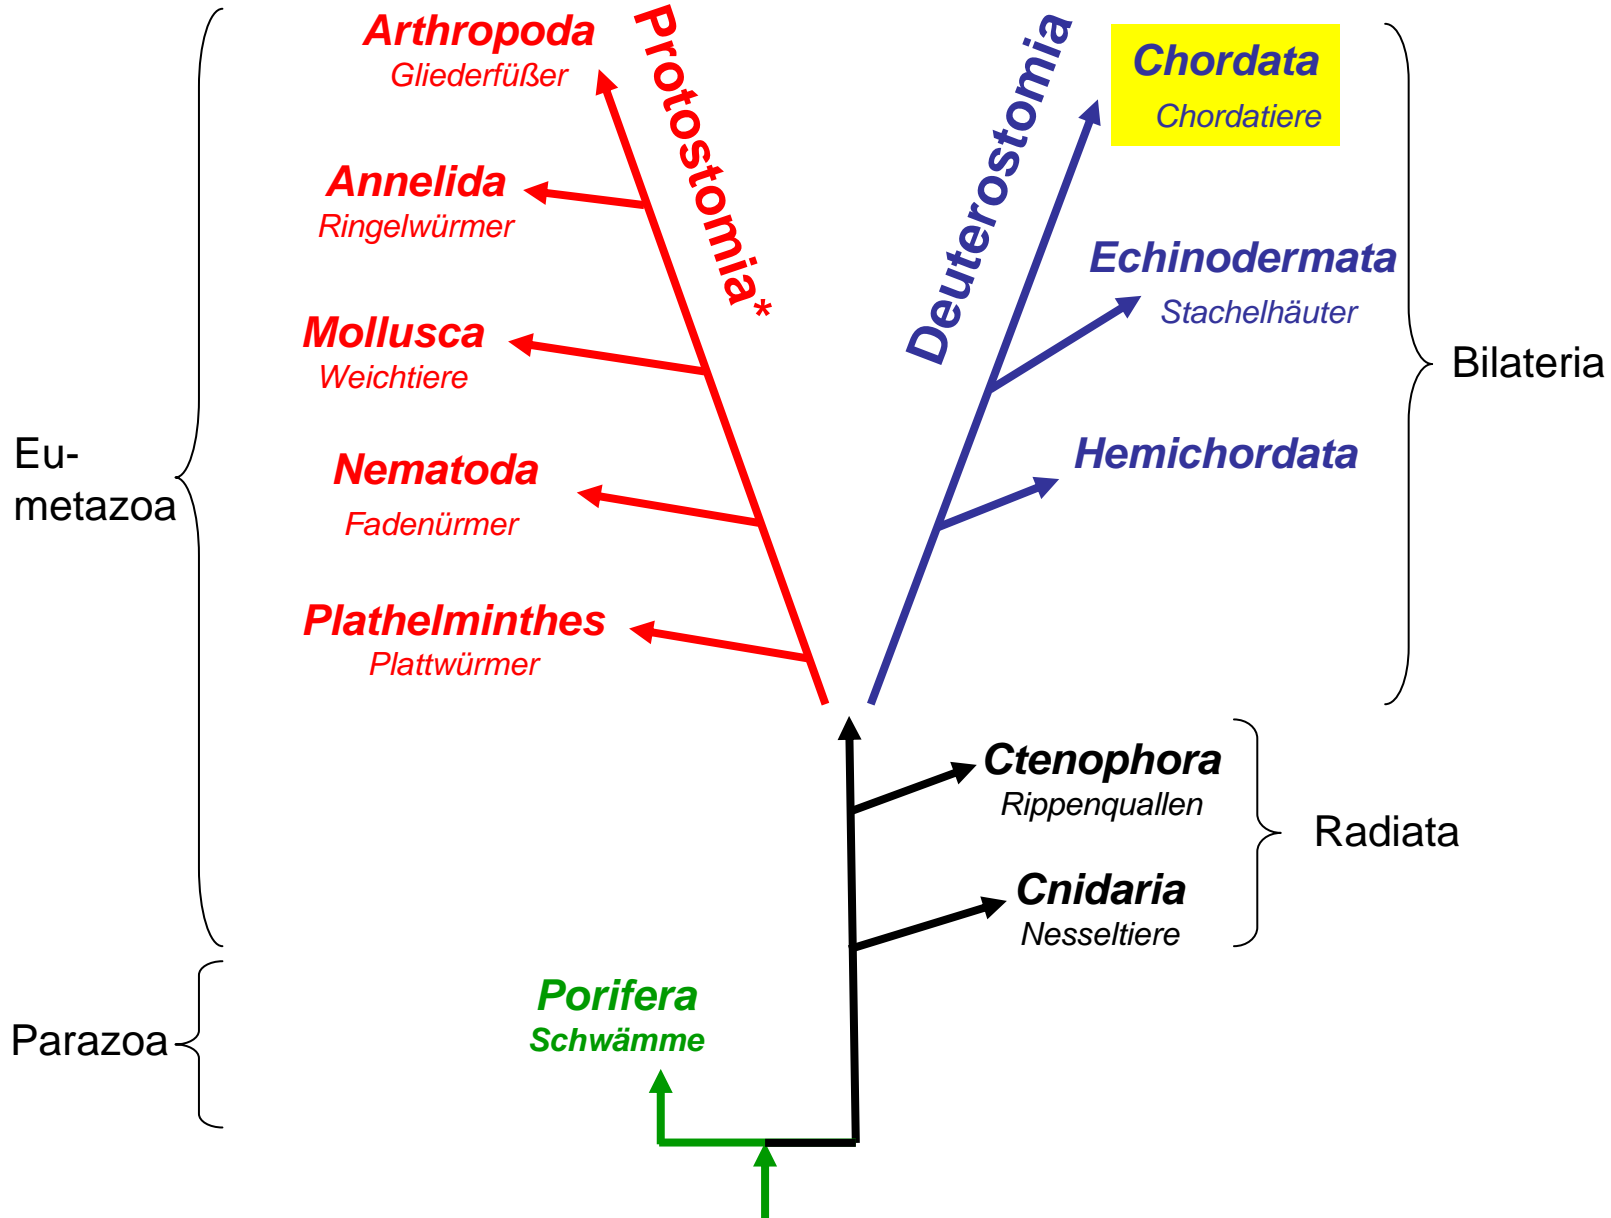 Arthropoda
Gliederfüßer
Annelida
Ringelwürmer
Mollusca
Weichtiere
Nematoda
Fadenürmer
Plathelminthes
Plattwürmer
Protostomia*
Deuterostomia
Chordata
Chordatiere
Echinodermata
Stachelhäuter
Hemichordata
Bilateria
Eu-
metazoa
Ctenophora
Rippenquallen
Cnidaria
Nesseltiere
Radiata
Porifera
Schwämme
Parazoa